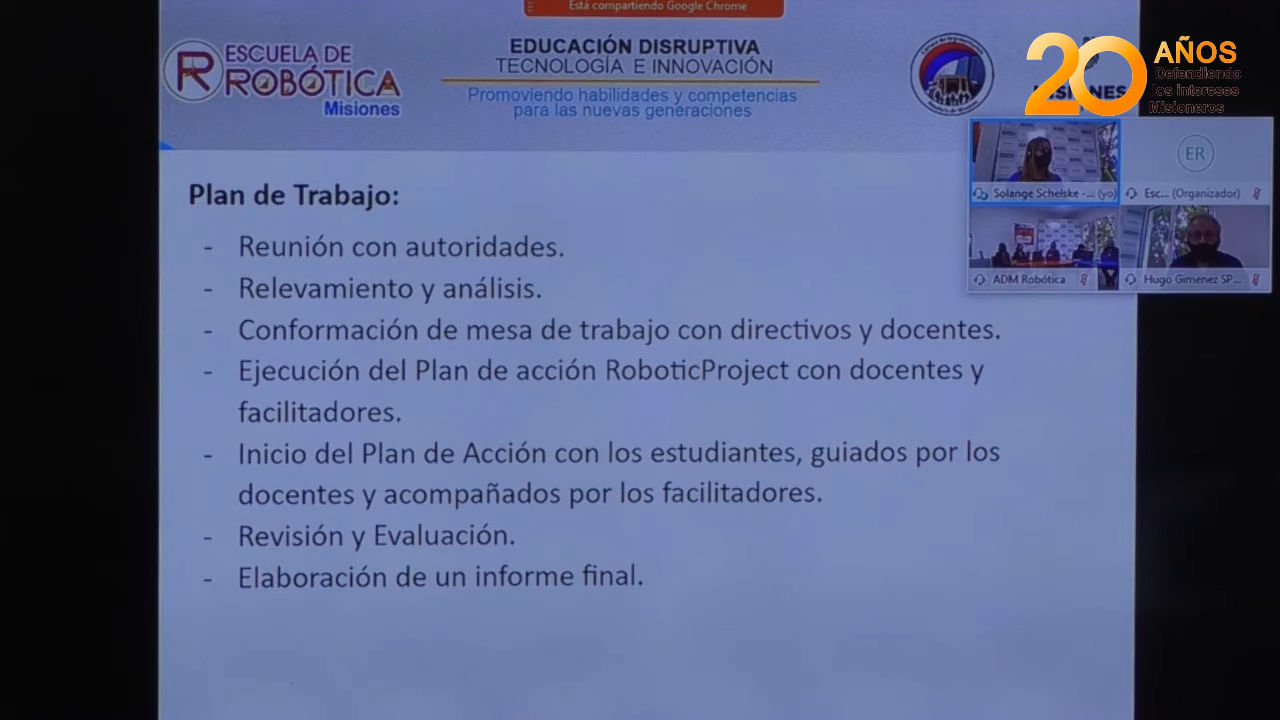 Está compartiendo Google Chrome
ESCUELA DE
ROBÓTICA
Misiones
EDUCACIÓN DISRUPTIVA
TECNOLOGÍA E INNOVACIÓN
Promoviendo habilidades y competencias
para las nuevas generaciones
20 AÑOS
Defendiendo
los intereses
Misioneros
MISIONES
ER
Solange Schelske -... (yo)
Esc... (Organizador)
ADM Robótica
Hugo Gimenez SP...
Plan de Trabajo:
- Reunión con autoridades.
- Relevamiento y análisis.
- Conformación de mesa de trabajo con directivos y docentes.
- Ejecución del Plan de acción RoboticProject con docentes y
facilitadores.
- Inicio del Plan de Acción con los estudiantes, guiados por los
docentes y acompañados por los facilitadores.
- Revisión y Evaluación.
- Elaboración de un informe final.